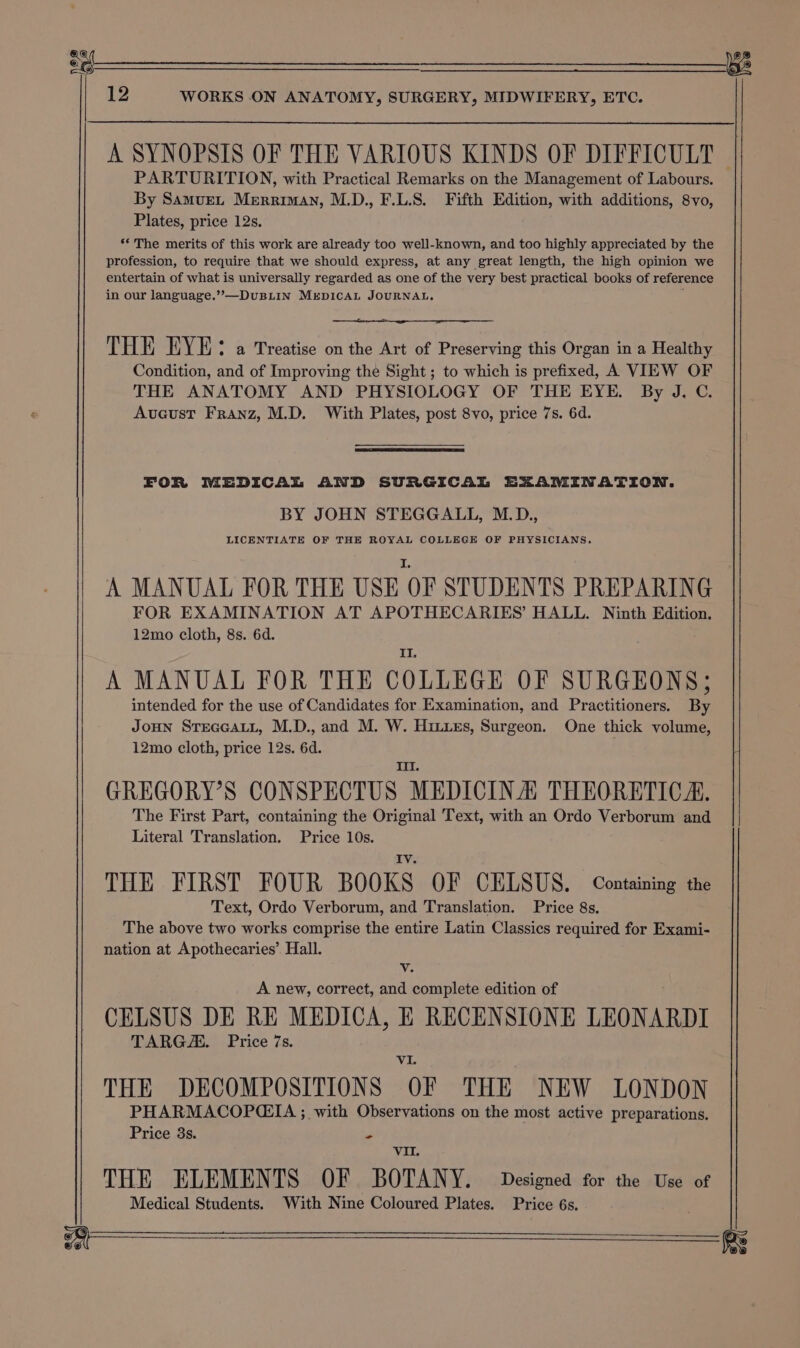 12 WORKS ON ANATOMY, SURGERY, MIDWIFERY, ETC.
A SYNOPSIS OF THE VARIOUS KINDS OF DIFFICULT
PARTURITION, with Practical Remarks on the Management of Labours.
By SAMUEL MERRIMAN, M.D., F.L.S. Fifth Edition, with additions, 8vo,
Plates, price 12s.
“The merits of this work are already too well-known, and too highly appreciated by the
profession, to require that we should express, at any great length, the high opinion we
entertain of what is universally regarded as one of the very best practical books of reference
in our language.”—DUBLIN MEDICAL JOURNAL.
THE EYE: a Treatise on the Art of Preserving this Organ in a Healthy
Condition, and of Improving the Sight; to which is prefixed, A VIEW OF
THE ANATOMY AND PHYSIOLOGY OF THE EYE. By J. C.
AUGUST FRANZ, M.D. With Plates, post 8vo, price 7s. 6d.
FOR MEDICAL AND SURGICAL EXAMINATION.
BY JOHN STEGGALL, M.D.,
LICENTIATE OF THE ROYAL COLLEGE OF PHYSICIANS.
I.
A MANUAL FOR THE USE OF STUDENTS PREPARING
FOR EXAMINATION AT APOTHECARIES’ HALL. Ninth Edition.
12mo cloth, 8s. 6d.
II.
A MANUAL FOR THE COLLEGE OF SURGEONS;
intended for the use of Candidates for Examination, and Practitioners. By
JOHN STEGGALL, M.D., and M. W. HILLES, Surgeon. One thick volume,
12mo cloth, price 12s. 6d.
III.
GREGORY’S CONSPECTUS MEDICINÆ THEORETICÆ.
The First Part, containing the Original Text, with an Ordo Verborum and
Literal Translation. Price 10s.
IV.
THE FIRST FOUR BOOKS OF CELSUS. Containing the
Text, Ordo Verborum, and Translation. Price 8s.
The above two works comprise the entire Latin Classics required for Exami-
nation at Apothecaries’ Hall.
V.
A new, correct, and complete edition of
CELSUS DE RE MEDICA, E RECENSIONE LEONARDI
TARGÆ. Price 7s.
VI.
THE DECOMPOSITIONS OF THE NEW LONDON
PHARMACOPŒIA; with Observations on the most active preparations.
Price 3s.
VII.
THE ELEMENTS OF BOTANY. Designed for the Use of
Medical Students. With Nine Coloured Plates. Price 6s.